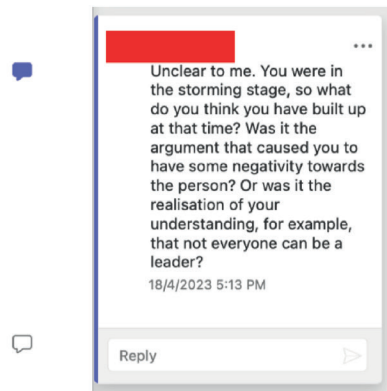 Unclear to me. You were in
the storming stage, so what
do you think you have built up
at that time? Was it the
argument that caused you to
have some negativity towards
the person? Or was it the
realisation of your
understanding, for example,
that not everyone can be a
leader?
18/4/2023 5:13 PM
Reply